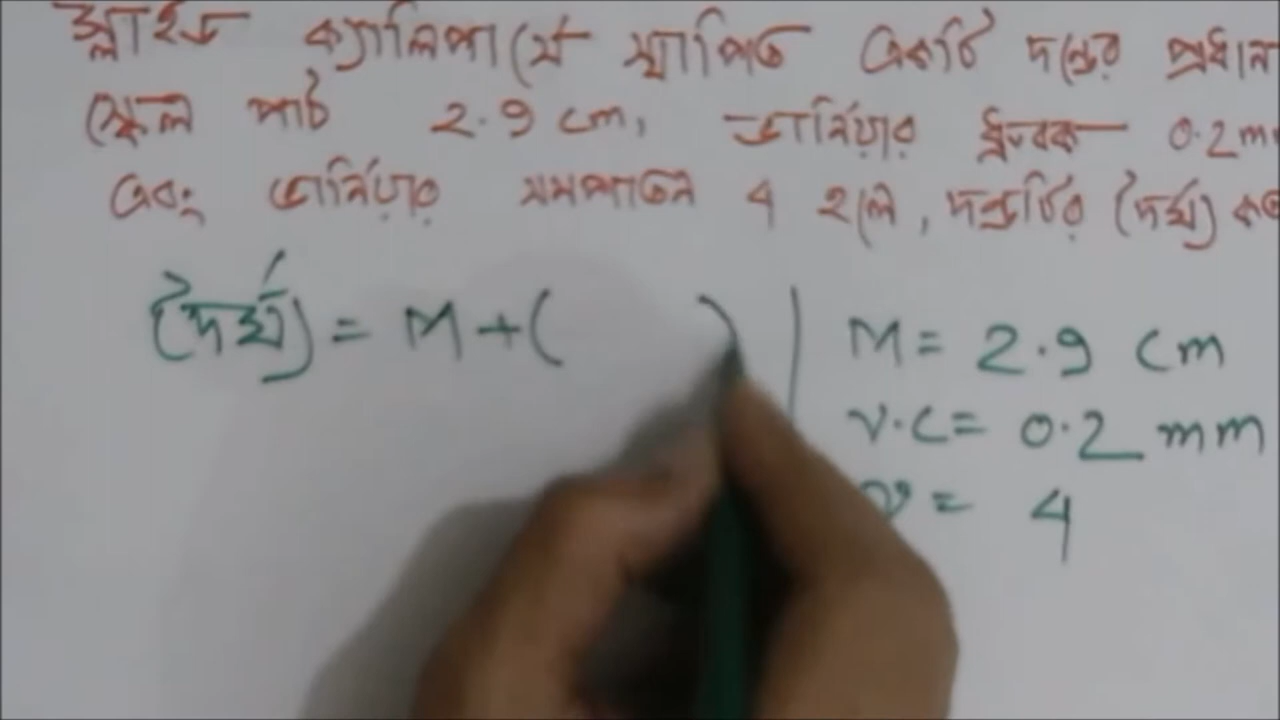 স্লাইড ক্যালিপার্সে স্থাপিত একটি দন্ডের প্রধান
স্কেল পাঠ 2.9 cm, ভার্নিয়ার ধ্রুবক 0.2 m
এবং ভার্নিয়ার সমপাতন 4 হলে, দন্ডটির দৈর্ঘ্য কত
দৈর্ঘ্য = M + ( )
M = 2.9 cm
V.C = 0.2 mm
= 4